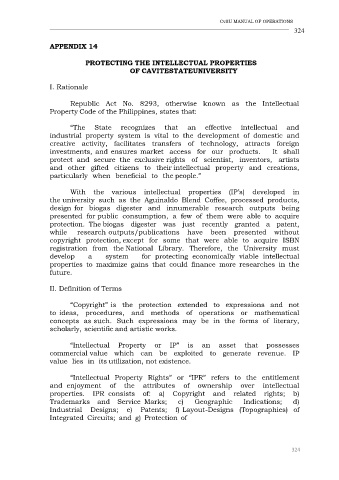 CvSU MANUAL OF OPERATIONS
324
APPENDIX 14
PROTECTING THE INTELLECTUAL PROPERTIES
OF CAVITESTATEUNIVERSITY
I. Rationale
Republic Act No. 8293, otherwise known as the Intellectual
Property Code of the Philippines, states that:
“The State recognizes that an effective intellectual and
industrial property system is vital to the development of domestic and
creative activity, facilitates transfers of technology, attracts foreign
investments, and ensures market access for our products. It shall
protect and secure the exclusive rights of scientist, inventors, artists
and other gifted citizens to their intellectual property and creations,
particularly when beneficial to the people.”
With the various intellectual properties (IP’s) developed in
the university such as the Aguinaldo Blend Coffee, processed products,
design for biogas digester and innumerable research outputs being
presented for public consumption, a few of them were able to acquire
protection. The biogas digester was just recently granted a patent,
while research outputs/publications have been presented without
copyright protection, except for some that were able to acquire ISBN
registration from the National Library. Therefore, the University must
develop a system for protecting economically viable intellectual
properties to maximize gains that could finance more researches in the
future.
II. Definition of Terms
“Copyright” is the protection extended to expressions and not
to ideas, procedures, and methods of operations or mathematical
concepts as such. Such expressions may be in the forms of literary,
scholarly, scientific and artistic works.
“Intellectual Property or IP” is an asset that possesses
commercial value which can be exploited to generate revenue. IP
value lies in its utilization, not existence.
“Intellectual Property Rights” or “IPR” refers to the entitlement
and enjoyment of the attributes of ownership over intellectual
properties. IPR consists of: a) Copyright and related rights; b)
Trademarks and Service Marks; c) Geographic Indications; d)
Industrial Designs; e) Patents; f) Layout-Designs (Topographies) of
Integrated Circuits; and g) Protection of
324